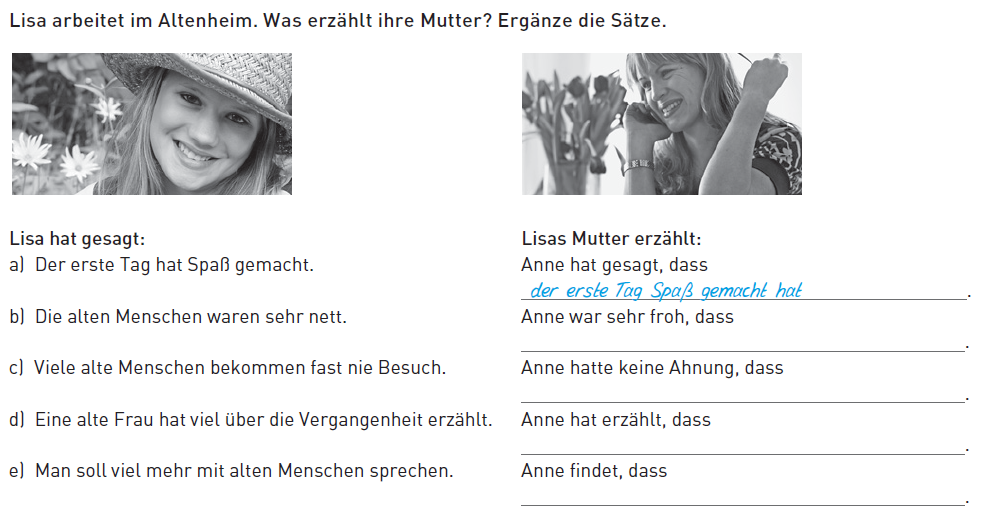 Lisa arbeitet im Altenheim. Was erzählt ihre Mutter? Ergänze die Sätze.
Lisa hat gesagt:
Lisas Mutter erzählt:
a) Der erste Tag hat Spaß gemacht.
Anne hat gesagt, dass
der erste Tag Spaß gemacht hat.
b) Die alten Menschen waren sehr nett.
Anne war sehr froh, dass
.
c) Viele alte Menschen bekommen fast nie Besuch.
Anne hatte keine Ahnung, dass
.
d) Eine alte Frau hat viel über die Vergangenheit erzählt.
Anne hat erzählt, dass
.
e) Man soll viel mehr mit alten Menschen sprechen.
Anne findet, dass
.